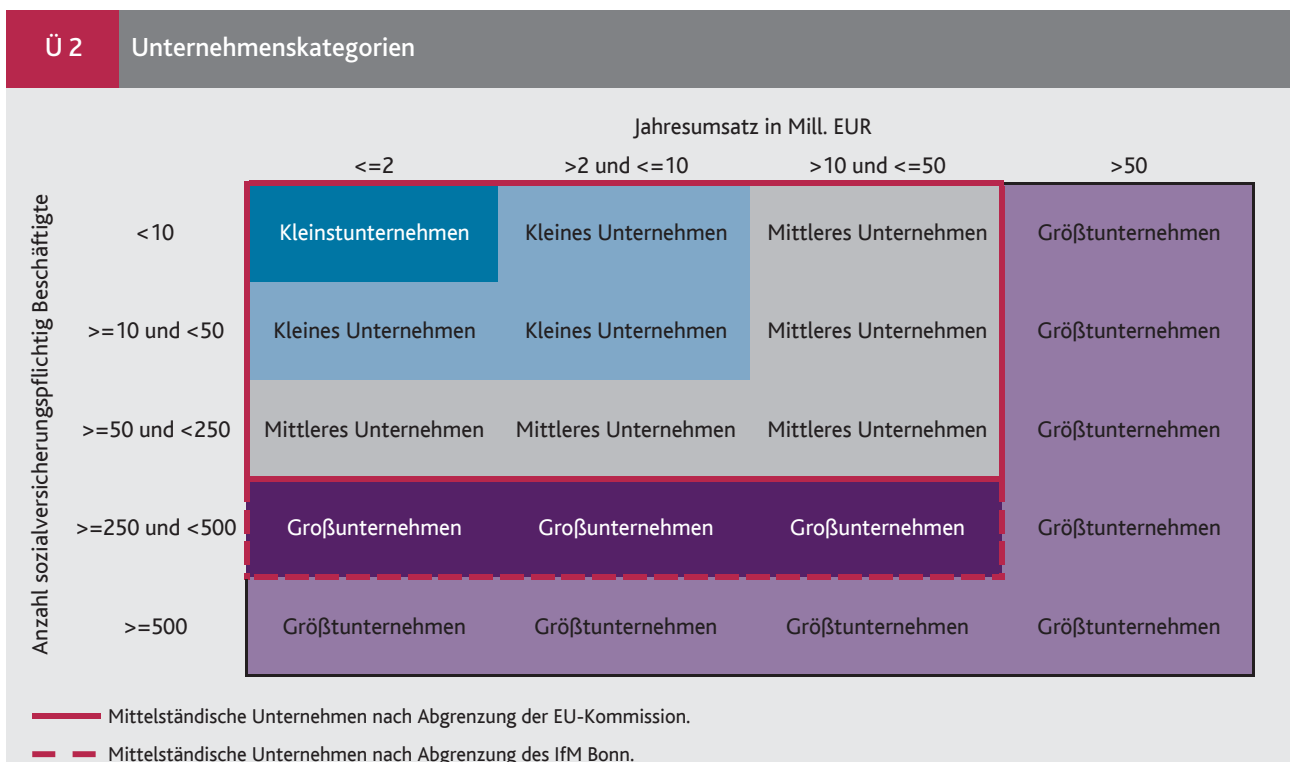 Ü 2 Unternehmenskategorien
Jahresumsatz in Mill. EUR
<=2 >2 und <=10 >10 und <=50 >50
Anzahl sozialversicherungspflichtig Beschäftigte
<10 Kleinstunternehmen Kleines Unternehmen Mittleres Unternehmen Größtunternehmen
>=10 und <50 Kleines Unternehmen Kleines Unternehmen Mittleres Unternehmen Größtunternehmen
>=50 und <250 Mittleres Unternehmen Mittleres Unternehmen Mittleres Unternehmen Größtunternehmen
>=250 und <500 Großunternehmen Großunternehmen Großunternehmen Größtunternehmen
>=500 Größtunternehmen Größtunternehmen Größtunternehmen Größtunternehmen
Mittelständische Unternehmen nach Abgrenzung der EU-Kommission.
Mittelständische Unternehmen nach Abgrenzung des IfM Bonn.